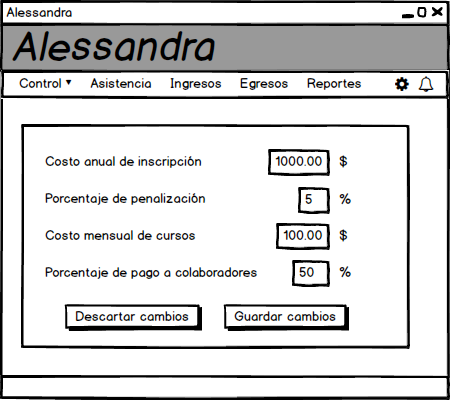 Alessandra
Alessandra
Control ▼ Asistencia Ingresos Egresos Reportes
Costo anual de inscripción 1000.00 $
Porcentaje de penalización 5 %
Costo mensual de cursos 100.00 $
Porcentaje de pago a colaboradores 50 %
Descartar cambios Guardar cambios